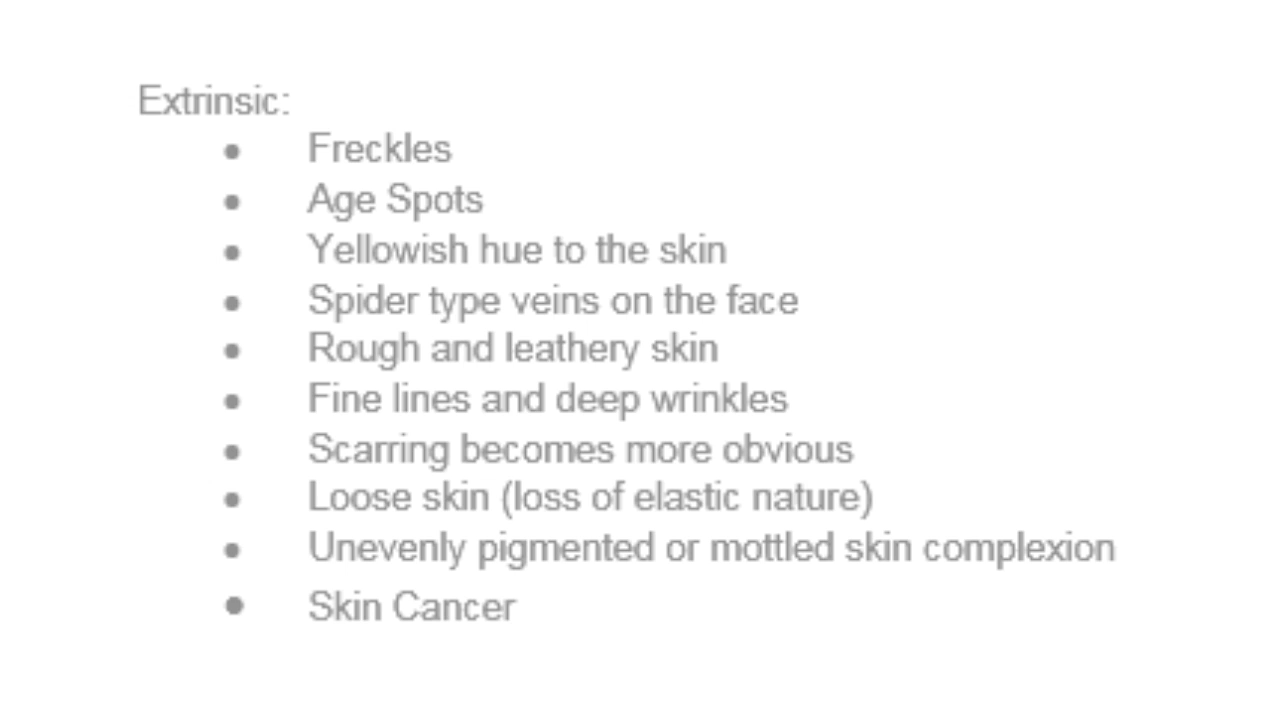 Extrinsic:
• Freckles
• Age Spots
• Yellowish hue to the skin
• Spider type veins on the face
• Rough and leathery skin
• Fine lines and deep wrinkles
• Scarring becomes more obvious
• Loose skin (loss of elastic nature)
• Unevenly pigmented or mottled skin complexion
• Skin Cancer